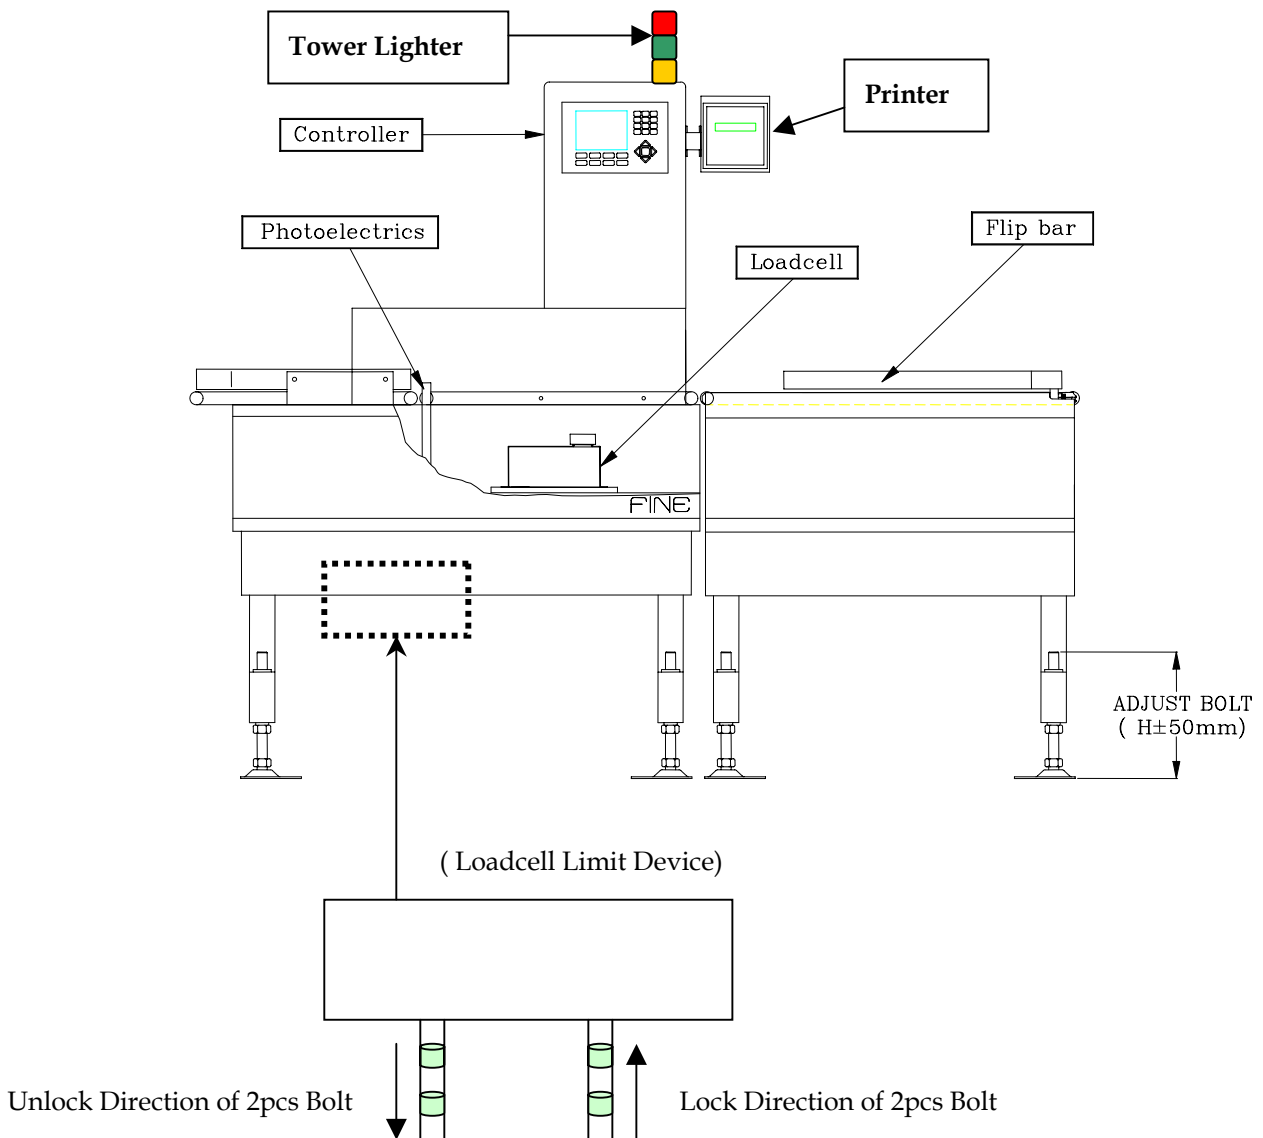 Tower Lighter
Printer
Controller
Photoelectrics
Flip bar
Loadcell
FINE
ADJUST BOLT
( H±50mm)
( Loadcell Limit Device)
Unlock Direction of 2pcs Bolt
Lock Direction of 2pcs Bolt